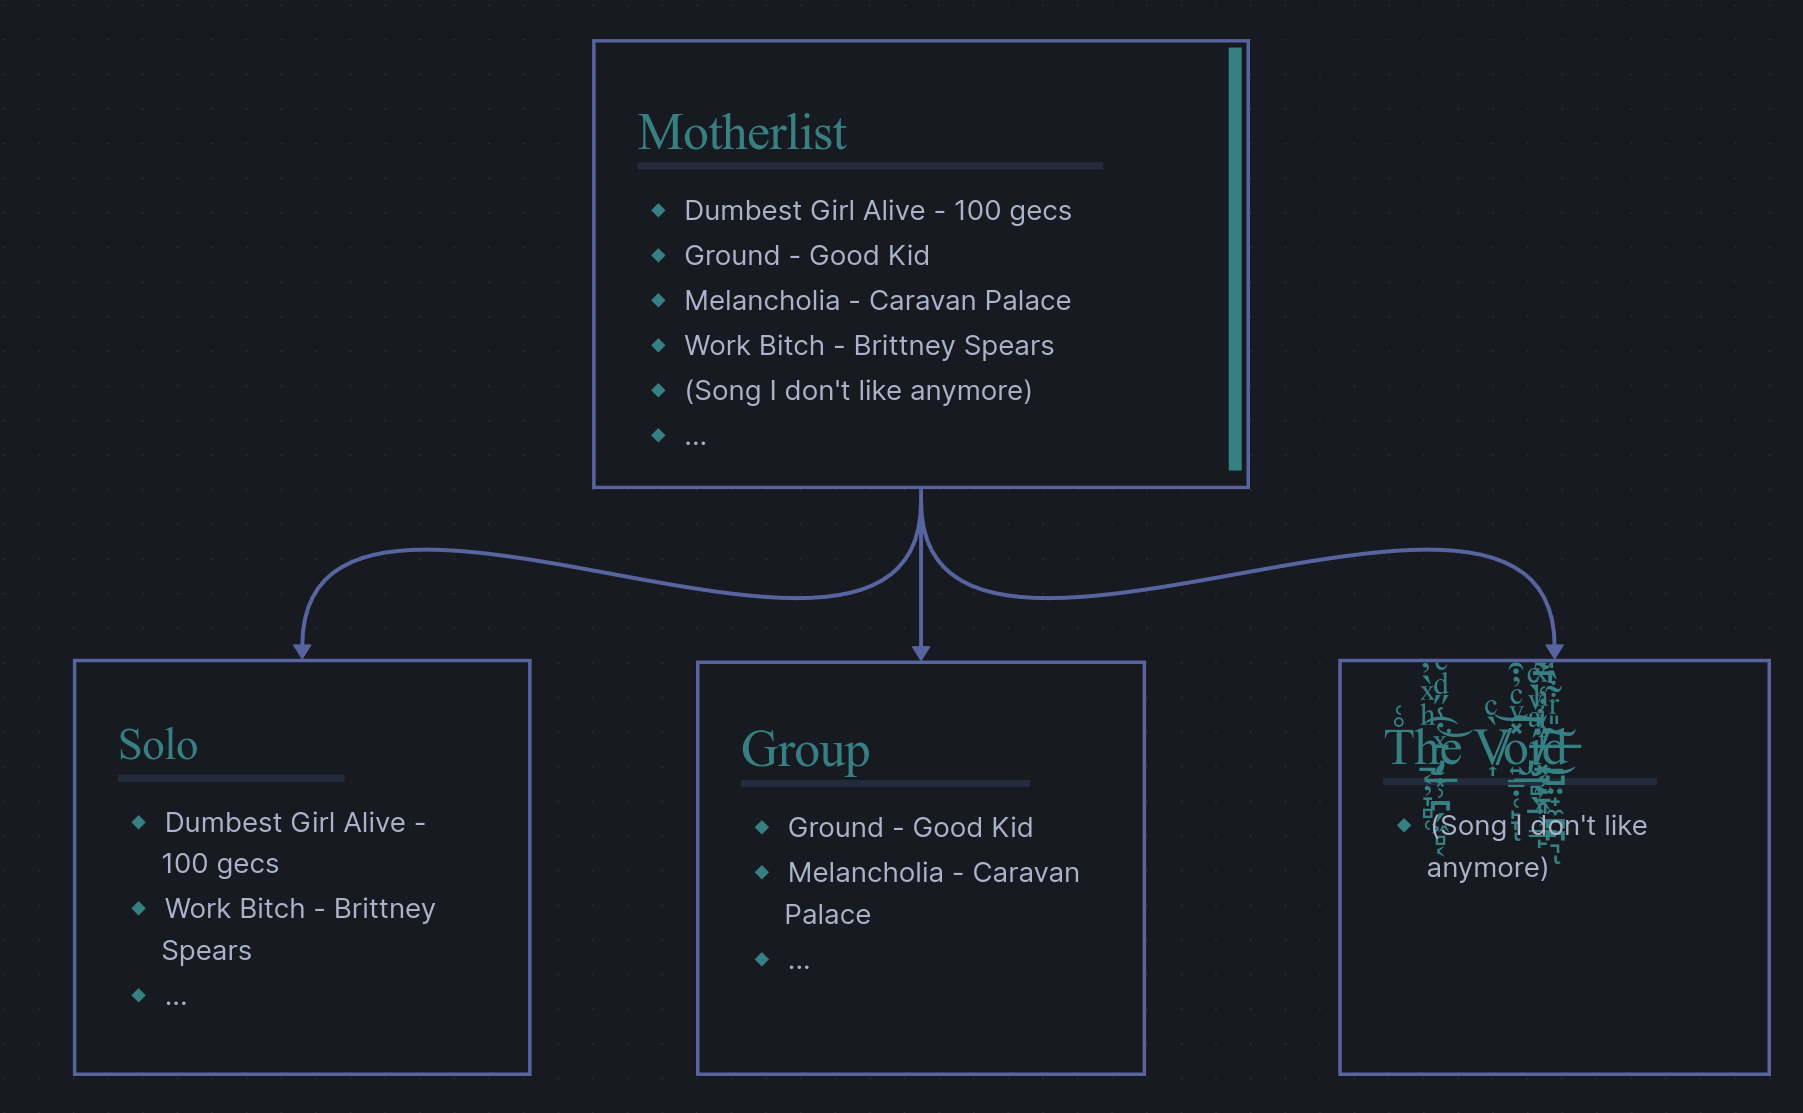 Motherlist
Dumbest Girl Alive - 100 gecs
Ground - Good Kid
Melancholia - Caravan Palace
Work Bitch - Brittney Spears
(Song I don't like anymore)
...
Solo
Dumbest Girl Alive -
100 gecs
Work Bitch - Brittney
Spears
...
Group
Ground - Good Kid
Melancholia - Caravan
Palace
...
The Void
(Song I don't like
anymore)